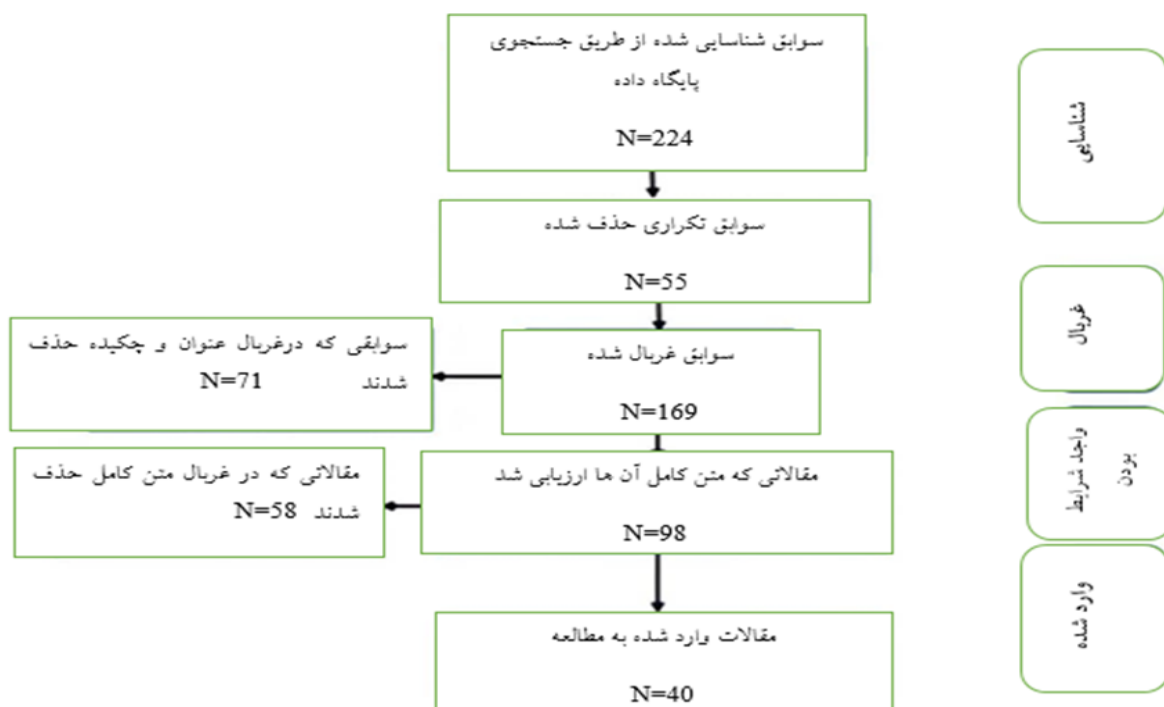 سوابق شناسایی شده از طریق جستجوی
پایگاه داده
N=224
شناسایی
سوابق تکراری حذف شده
N=55
غربال
سوابق غربال شده
N=169
سوابقی که درغربال عنوان و چکیده حذف
شدند N=71
واجد شرایط
بودن
مقالاتی که متن کامل آن ها ارزیابی شد
N=98
مقالاتی که در غربال متن کامل حذف
شدند N=58
وارد شده
مقالات وارد شده به مطالعه
N=40